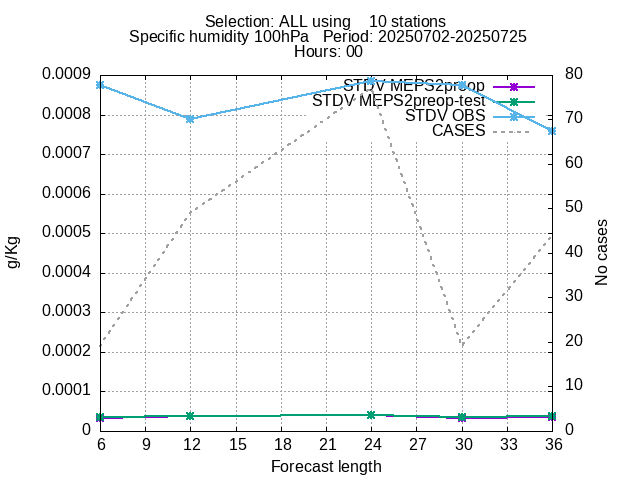 Selection: ALL using    10 stations
Specific humidity 100hPa   Period: 20250702-20250725
Hours: 00
STDV MEPS2preop
STDV MEPS2preop-test
STDV OBS
CASES
0.0009
0.0008
0.0007
0.0006
0.0005
0.0004
0.0003
0.0002
0.0001
0
g/Kg
80
70
60
50
40
30
20
10
0
No cases
6 9 12 15 18 21 24 27 30 33 36
Forecast length